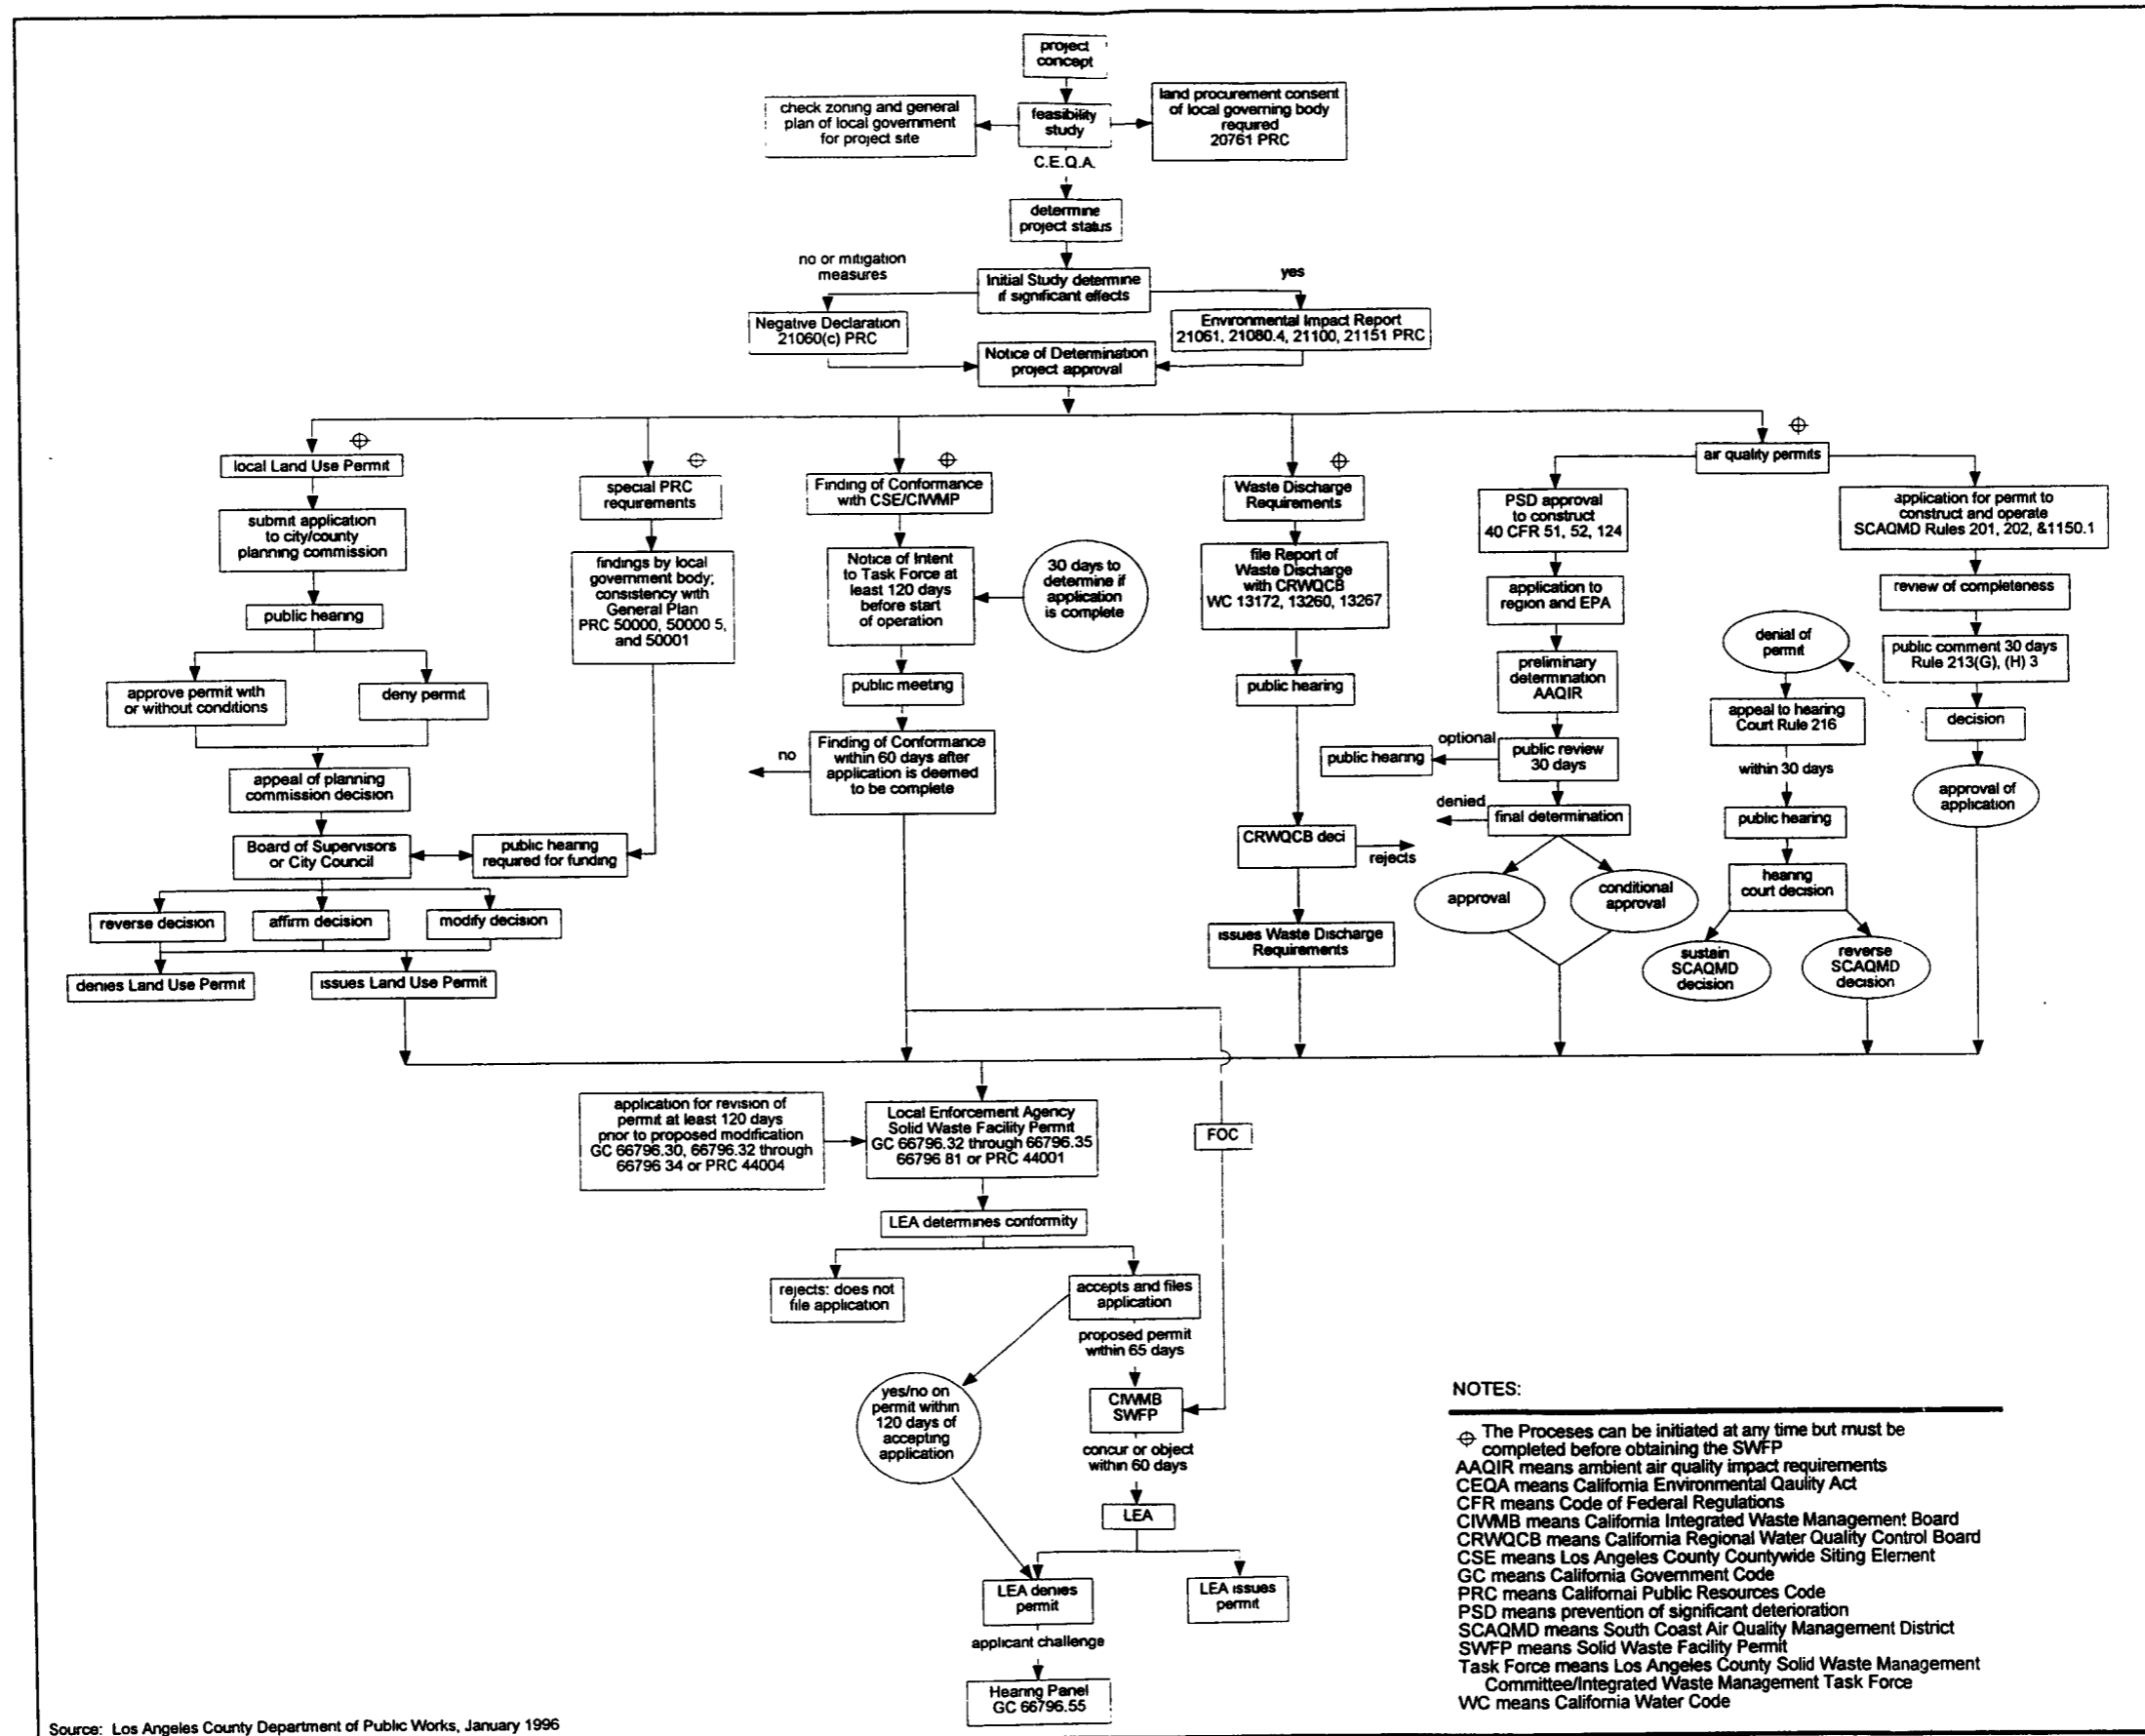 project
concept
check zoning and general
plan of local government
for project site
feasibility
study
land procurement consent
of local governing body
required
20761 PRC
C.E.Q.A.
determine
project status
no or mitigation
measures
Initial Study determine
if significant effects
yes
Negative Declaration
21060(c) PRC
Environmental Impact Report
21061, 21080.4, 21100, 21151 PRC
Notice of Determination
project approval
local Land Use Permit
submit application
to city/county
planning commission
public hearing
approve permit with
or without conditions
deny permit
appeal of planning
commission decision
Board of Supervisors
or City Council
reverse decision
affirm decision
modify decision
denies Land Use Permit
issues Land Use Permit
special PRC
requirements
findings by local
government body;
consistency with
General Plan
PRC 50000, 50000 5,
and 50001
public hearing
required for funding
Finding of Conformance
with CSE/CIWMP
Notice of Intent
to Task Force at
least 120 days
before start
of operation
30 days to
determine if
application
is complete
public meeting
Finding of Conformance
within 60 days after
application is deemed
to be complete
no
Waste Discharge
Requirements
file Report of
Waste Discharge
with CRWQCB
WC 13172, 13260, 13267
public hearing
CRWQCB deci
rejects
issues Waste Discharge
Requirements
air quality permits
PSD approval
to construct
40 CFR 51, 52, 124
application to
region and EPA
preliminary
determination
AAQIR
optional
public hearing
public review
30 days
denied
final determination
approval
conditional
approval
application for permit to
construct and operate
SCAQMD Rules 201, 202, &1150.1
review of completeness
public comment 30 days
Rule 213(G), (H) 3
decision
approval of
application
denial of
permit
appeal to hearing
Court Rule 216
within 30 days
public hearing
hearing
court decision
sustain
SCAQMD
decision
reverse
SCAQMD
decision
application for revision of
permit at least 120 days
prior to proposed modification
GC 66796.30, 66796.32 through
66796 34 or PRC 44004
Local Enforcement Agency
Solid Waste Facility Permit
GC 66796.32 through 66796.35
66796 81 or PRC 44001
FOC
LEA determines conformity
rejects: does not
file application
accepts and files
application
proposed permit
within 65 days
yes/no on
permit within
120 days of
accepting
application
CIWMB
SWFP
concur or object
within 60 days
LEA
LEA denies
permit
LEA issues
permit
applicant challenge
Hearing Panel
GC 66796.55
NOTES:
The Proceses can be initiated at any time but must be
completed before obtaining the SWFP
AAQIR means ambient air quality impact requirements
CEQA means California Environmental Qaulity Act
CFR means Code of Federal Regulations
CIWMB means California Integrated Waste Management Board
CRWQCB means California Regional Water Quality Control Board
CSE means Los Angeles County Countywide Siting Element
GC means California Government Code
PRC means Californai Public Resources Code
PSD means prevention of significant deterioration
SCAQMD means South Coast Air Quality Management District
SWFP means Solid Waste Facility Permit
Task Force means Los Angeles County Solid Waste Management
Committee/Integrated Waste Management Task Force
WC means California Water Code
Source: Los Angeles County Department of Public Works, January 1996